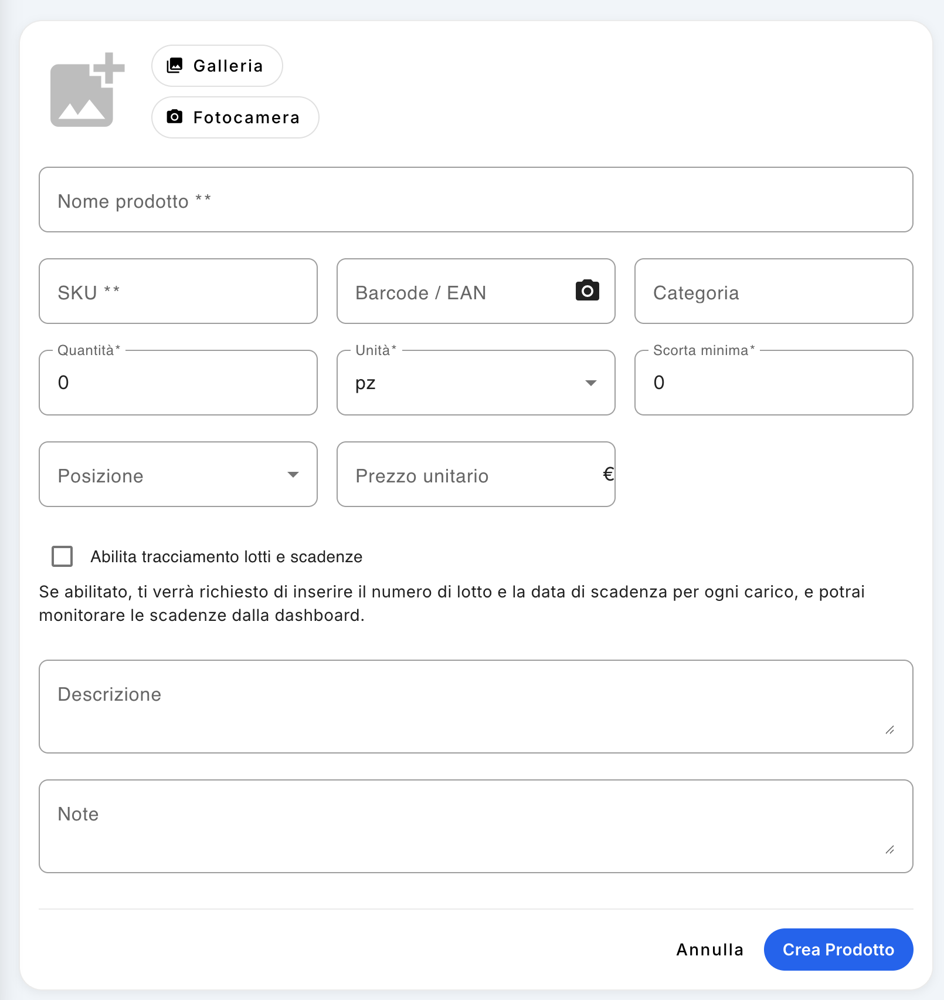 Galleria
Fotocamera
Nome prodotto **
SKU **
Barcode / EAN
Categoria
Quantità*
0
Unità*
pz
Scorta minima*
0
Posizione
Prezzo unitario
€
Abilita tracciamento lotti e scadenze
Se abilitato, ti verrà richiesto di inserire il numero di lotto e la data di scadenza per ogni carico, e potrai
monitorare le scadenze dalla dashboard.
Descrizione
Note
Annulla
Crea Prodotto